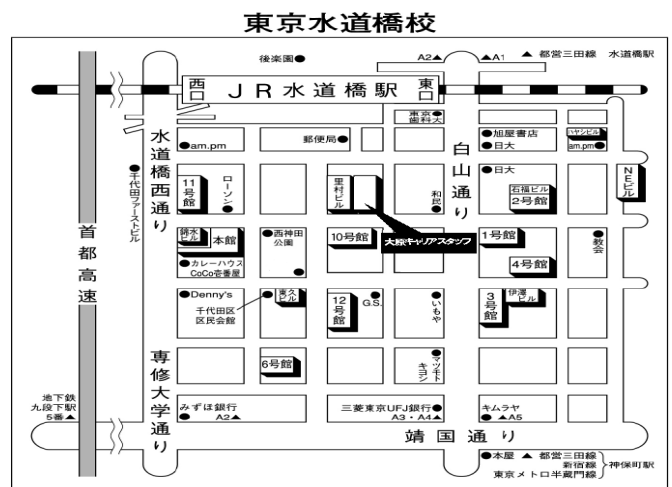 東京水道橋校
後楽園
A2▲
▲A1
▲ 都営三田線 水道橋駅
西口
JR水道橋駅
東口
東京歯科大
水道橋西通り
am.pm
郵便局
白山通り
旭屋書店
日大
ハヤシビル
am.pm
千代田ファーストビル
11号館
ローソン
里村ビル
和民
日大
石福ビル
2号館
NEビル
首都高速
錦水ビル
本館
西神田公園
10号館
大原キャリアスタッフ
1号館
4号館
教会
カレーハウス
CoCo壱番屋
Denny's
東久ビル
千代田区
区民会館
12号館
G.S.
いもや
3号館
伊澤ビル
専修大学通り
6号館
マツモトキヨシ
地下鉄
九段下駅
5番▲
みずほ銀行
A2▲
三菱東京UFJ銀行
A3・A4▲
キムラヤ
▲A5
靖国通り
本屋 ▲ 都営三田線
新宿線
東京メトロ半蔵門線
神保町駅